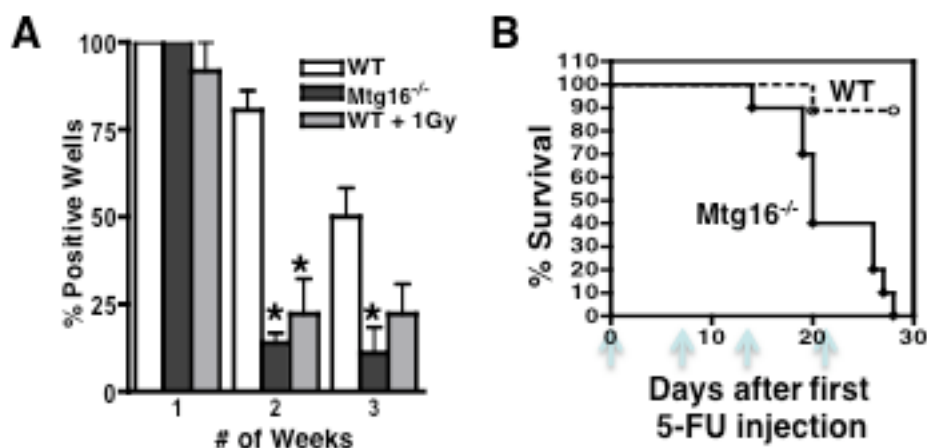 A
% Positive Wells
100
75
50
25
0
WT
Mtg16-/-
WT + 1Gy
*
*
*
1 2 3
# of Weeks
B
% Survival
110
100
90
80
70
60
50
40
30
20
10
0
WT
Mtg16-/-
0 10 20 30
Days after first
5-FU injection